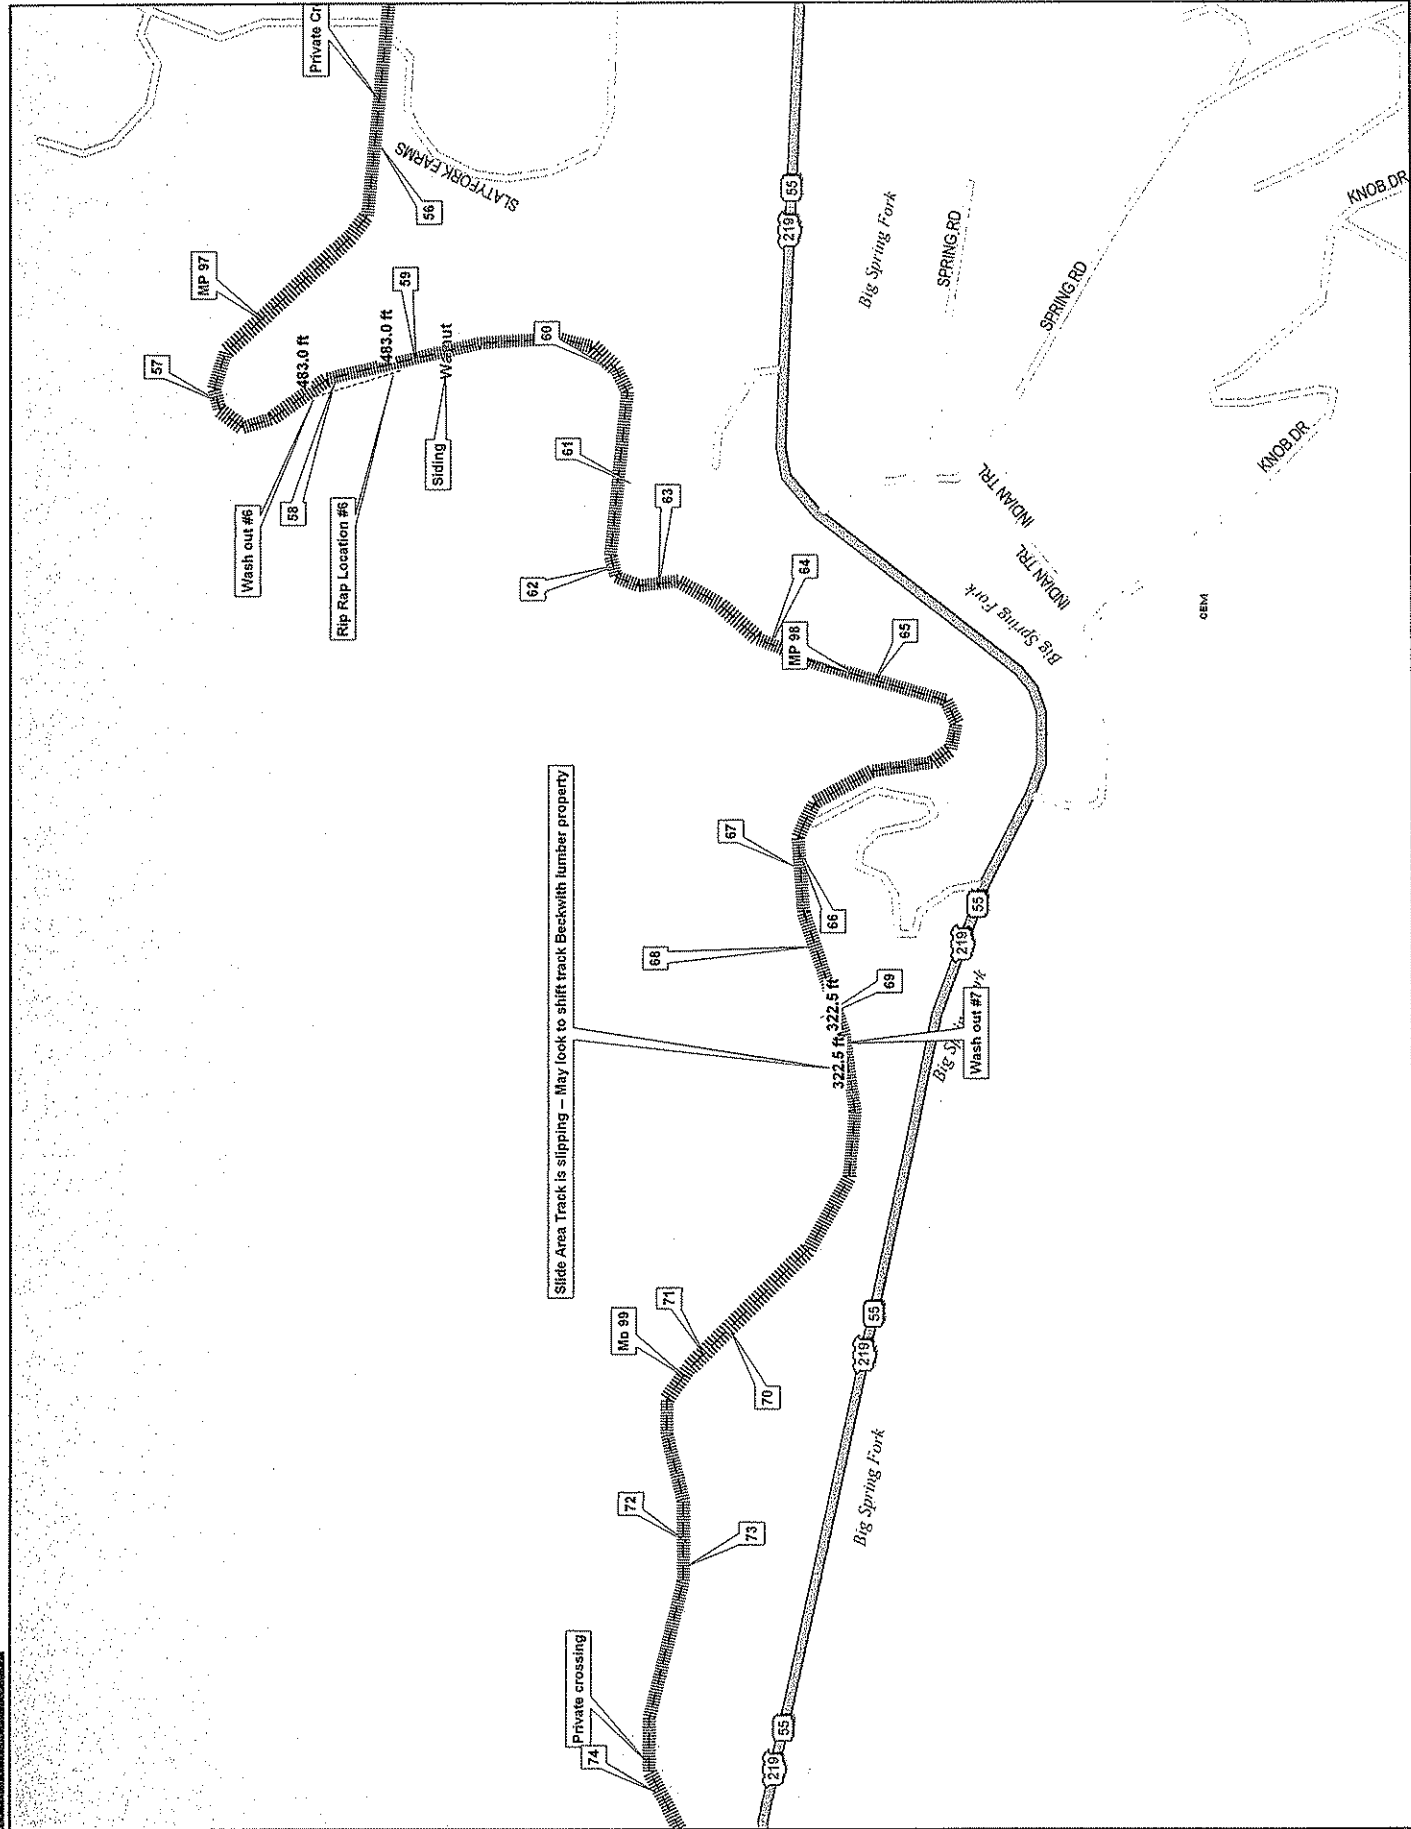 Private crossing
74
72
73
Mp 99
71
70
Slide Area Track is slipping – May look to shift track Beckwith lumber property
322.5 ft
322.5 ft
Wash out #7
69
68
67
66
65
MP 98
64
63
62
61
60
Siding
59
Rip Rap Location #6
483.0 ft
58
Wash out #6
483.0 ft
57
MP 97
56
Private Cr
SLATYFORK FARMS
219
55
219
55
219
55
219
55
Big Spring Fork
Big Spring Fork
Big Spring Fork
SPRING RD
SPRING RD
INDIAN TRL
INDIAN TRL
KNOB DR
KNOB DR
CEM